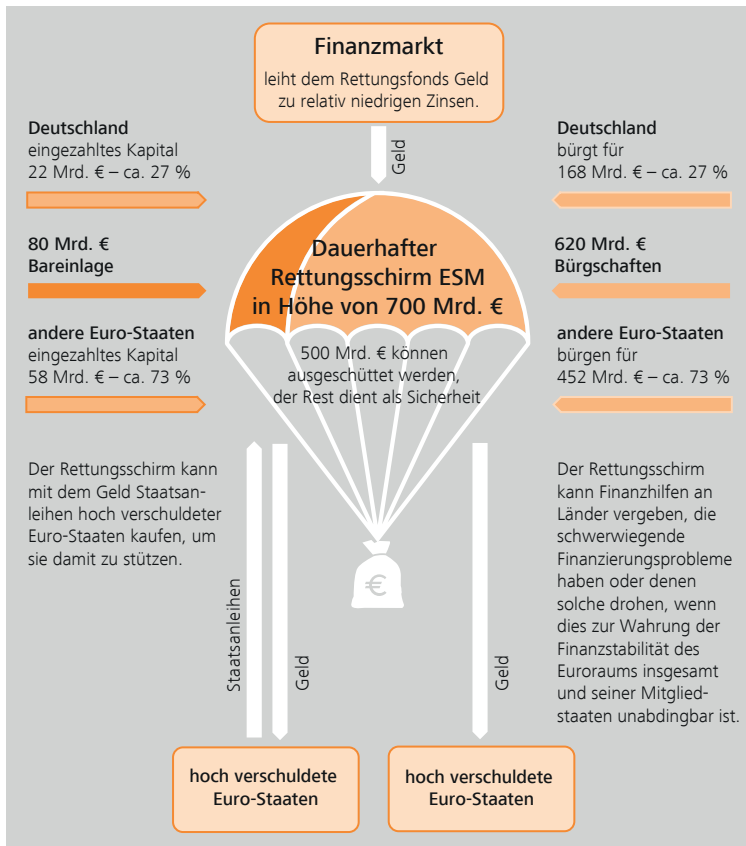 Finanzmarkt
leiht dem Rettungsfonds Geld
zu relativ niedrigen Zinsen.
Geld
Deutschland
eingezahltes Kapital
22 Mrd. € – ca. 27 %
80 Mrd. €
Bareinlage
andere Euro-Staaten
eingezahltes Kapital
58 Mrd. € – ca. 73 %
Dauerhafter
Rettungsschirm ESM
in Höhe von 700 Mrd. €
500 Mrd. € können
ausgeschüttet werden,
der Rest dient als Sicherheit
Deutschland
bürgt für
168 Mrd. € – ca. 27 %
620 Mrd. €
Bürgschaften
andere Euro-Staaten
bürgen für
452 Mrd. € – ca. 73 %
Der Rettungsschirm kann
mit dem Geld Staatsan-
leihen hoch verschuldeter
Euro-Staaten kaufen, um
sie damit zu stützen.
Staatsanleihen
Geld
€
Geld
Der Rettungsschirm
kann Finanzhilfen an
Länder vergeben, die
schwerwiegende
Finanzierungsprobleme
haben oder denen
solche drohen, wenn
dies zur Wahrung der
Finanzstabilität des
Euroraums insgesamt
und seiner Mitglied-
staaten unabdingbar ist.
hoch verschuldete
Euro-Staaten
hoch verschuldete
Euro-Staaten